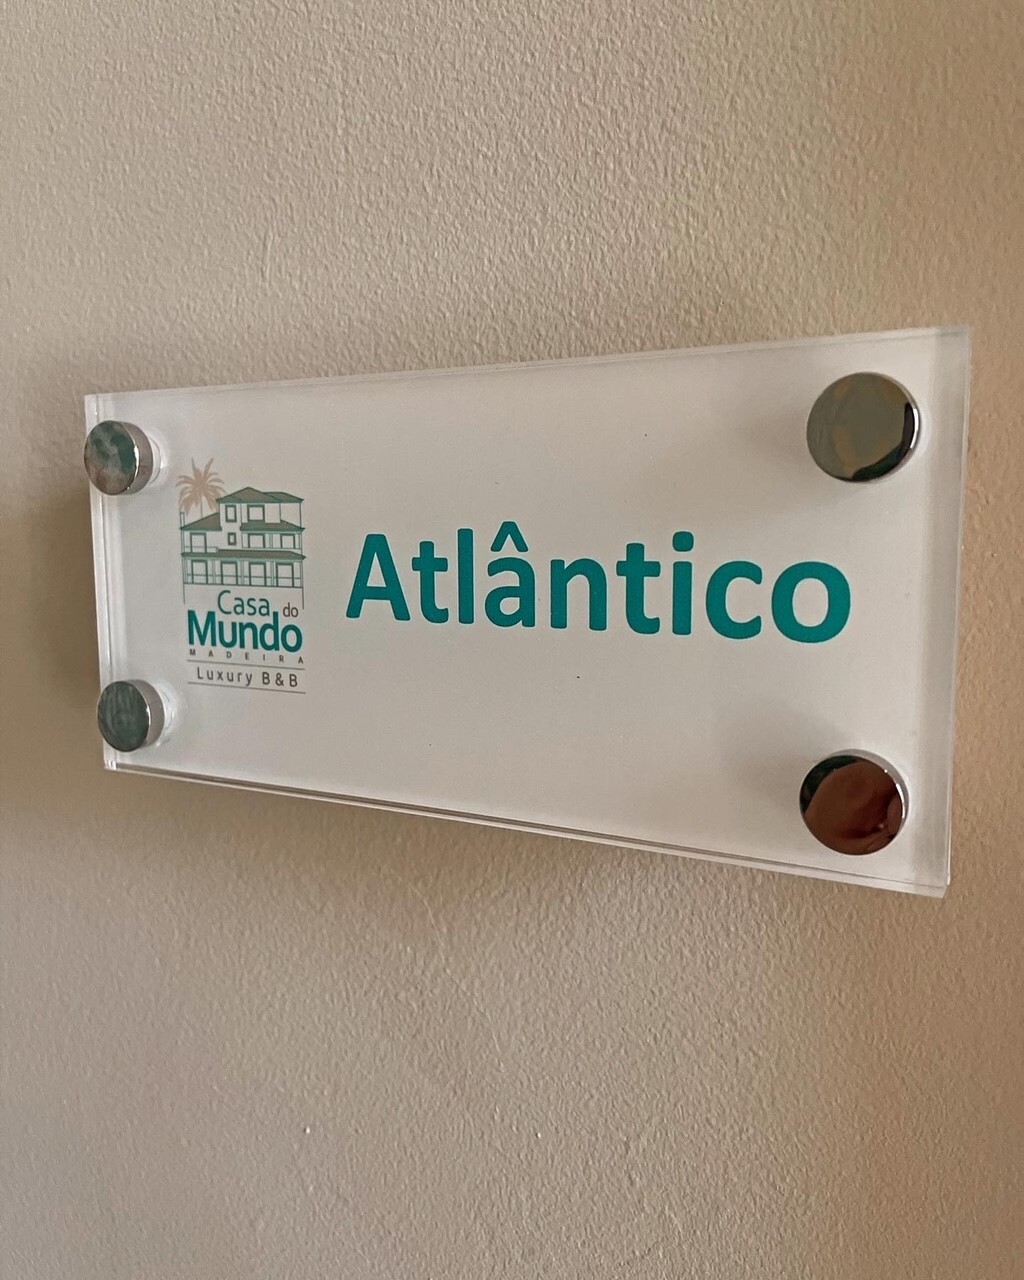 Casa do
Mundo
MADEIRA
Luxury B&B
Atlântico